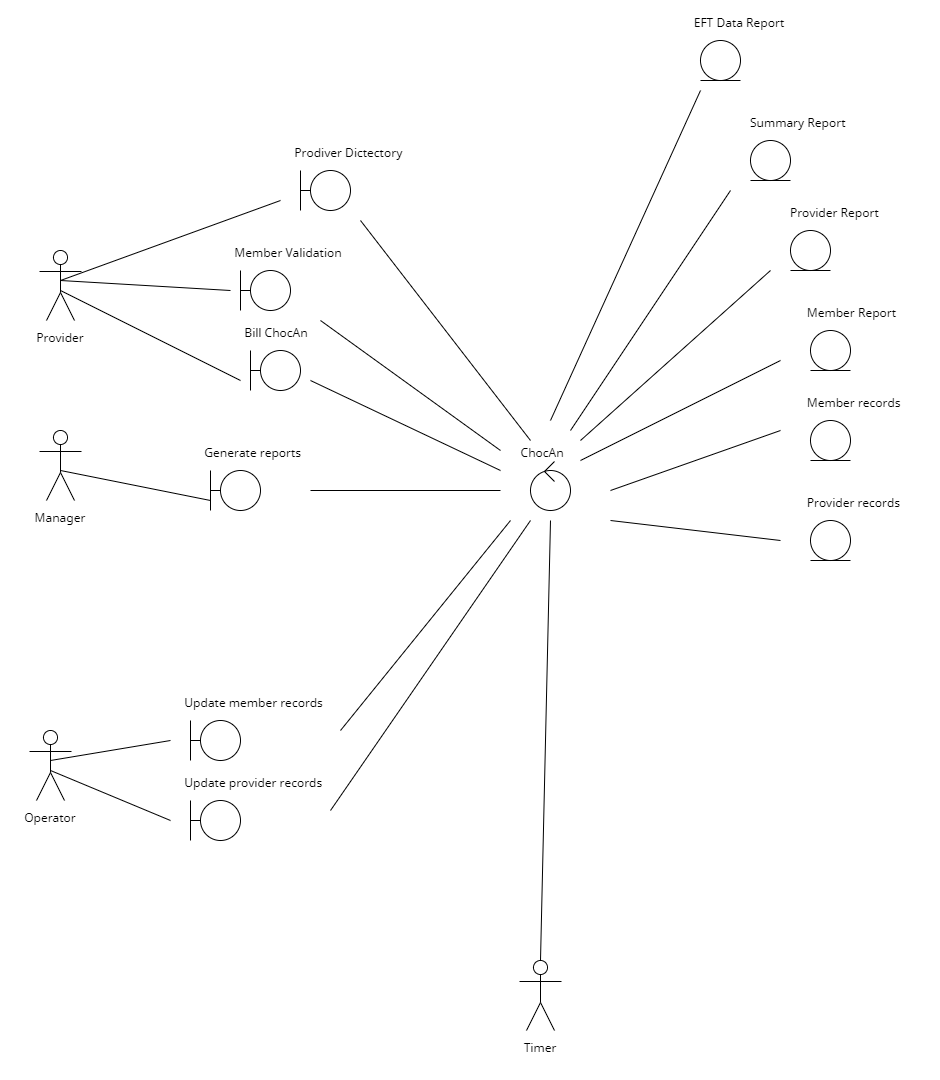 EFT Data Report
Summary Report
Prodiver Dictectory
Provider Report
Member Validation
Member Report
Bill ChocAn
Provider
Member records
Generate reports
ChocAn
Provider records
Manager
Update member records
Update provider records
Operator
Timer